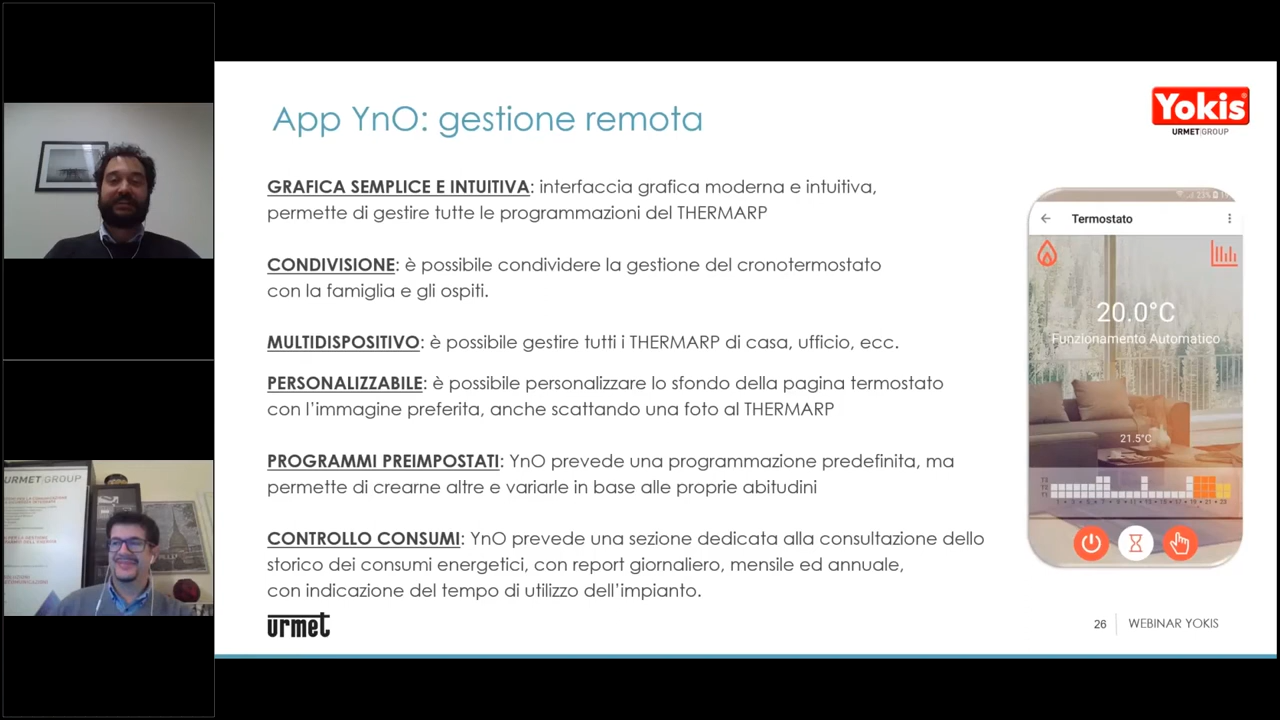 App YnO: gestione remota
Yokis
URMET GROUP
GRAFICA SEMPLICE E INTUITIVA: interfaccia grafica moderna e intuitiva,
permette di gestire tutte le programmazioni del THERMARP
CONDIVISIONE: è possibile condividere la gestione del cronotermostato
con la famiglia e gli ospiti.
MULTIDISPOSITIVO: è possibile gestire tutti i THERMARP di casa, ufficio, ecc.
PERSONALIZZABILE: è possibile personalizzare lo sfondo della pagina termostato
con l'immagine preferita, anche scattando una foto al THERMARP
PROGRAMMI PREIMPOSTATI: YnO prevede una programmazione predefinita, ma
permette di crearne altre e variarle in base alle proprie abitudini
CONTROLLO CONSUMI: YnO prevede una sezione dedicata alla consultazione dello
storico dei consumi energetici, con report giornaliero, mensile ed annuale,
con indicazione del tempo di utilizzo dell'impianto.
Termostato
20.0°C
Funzionamento Automatico
21.5°C
urmet
26
WEBINAR YOKIS
URMET GROUP